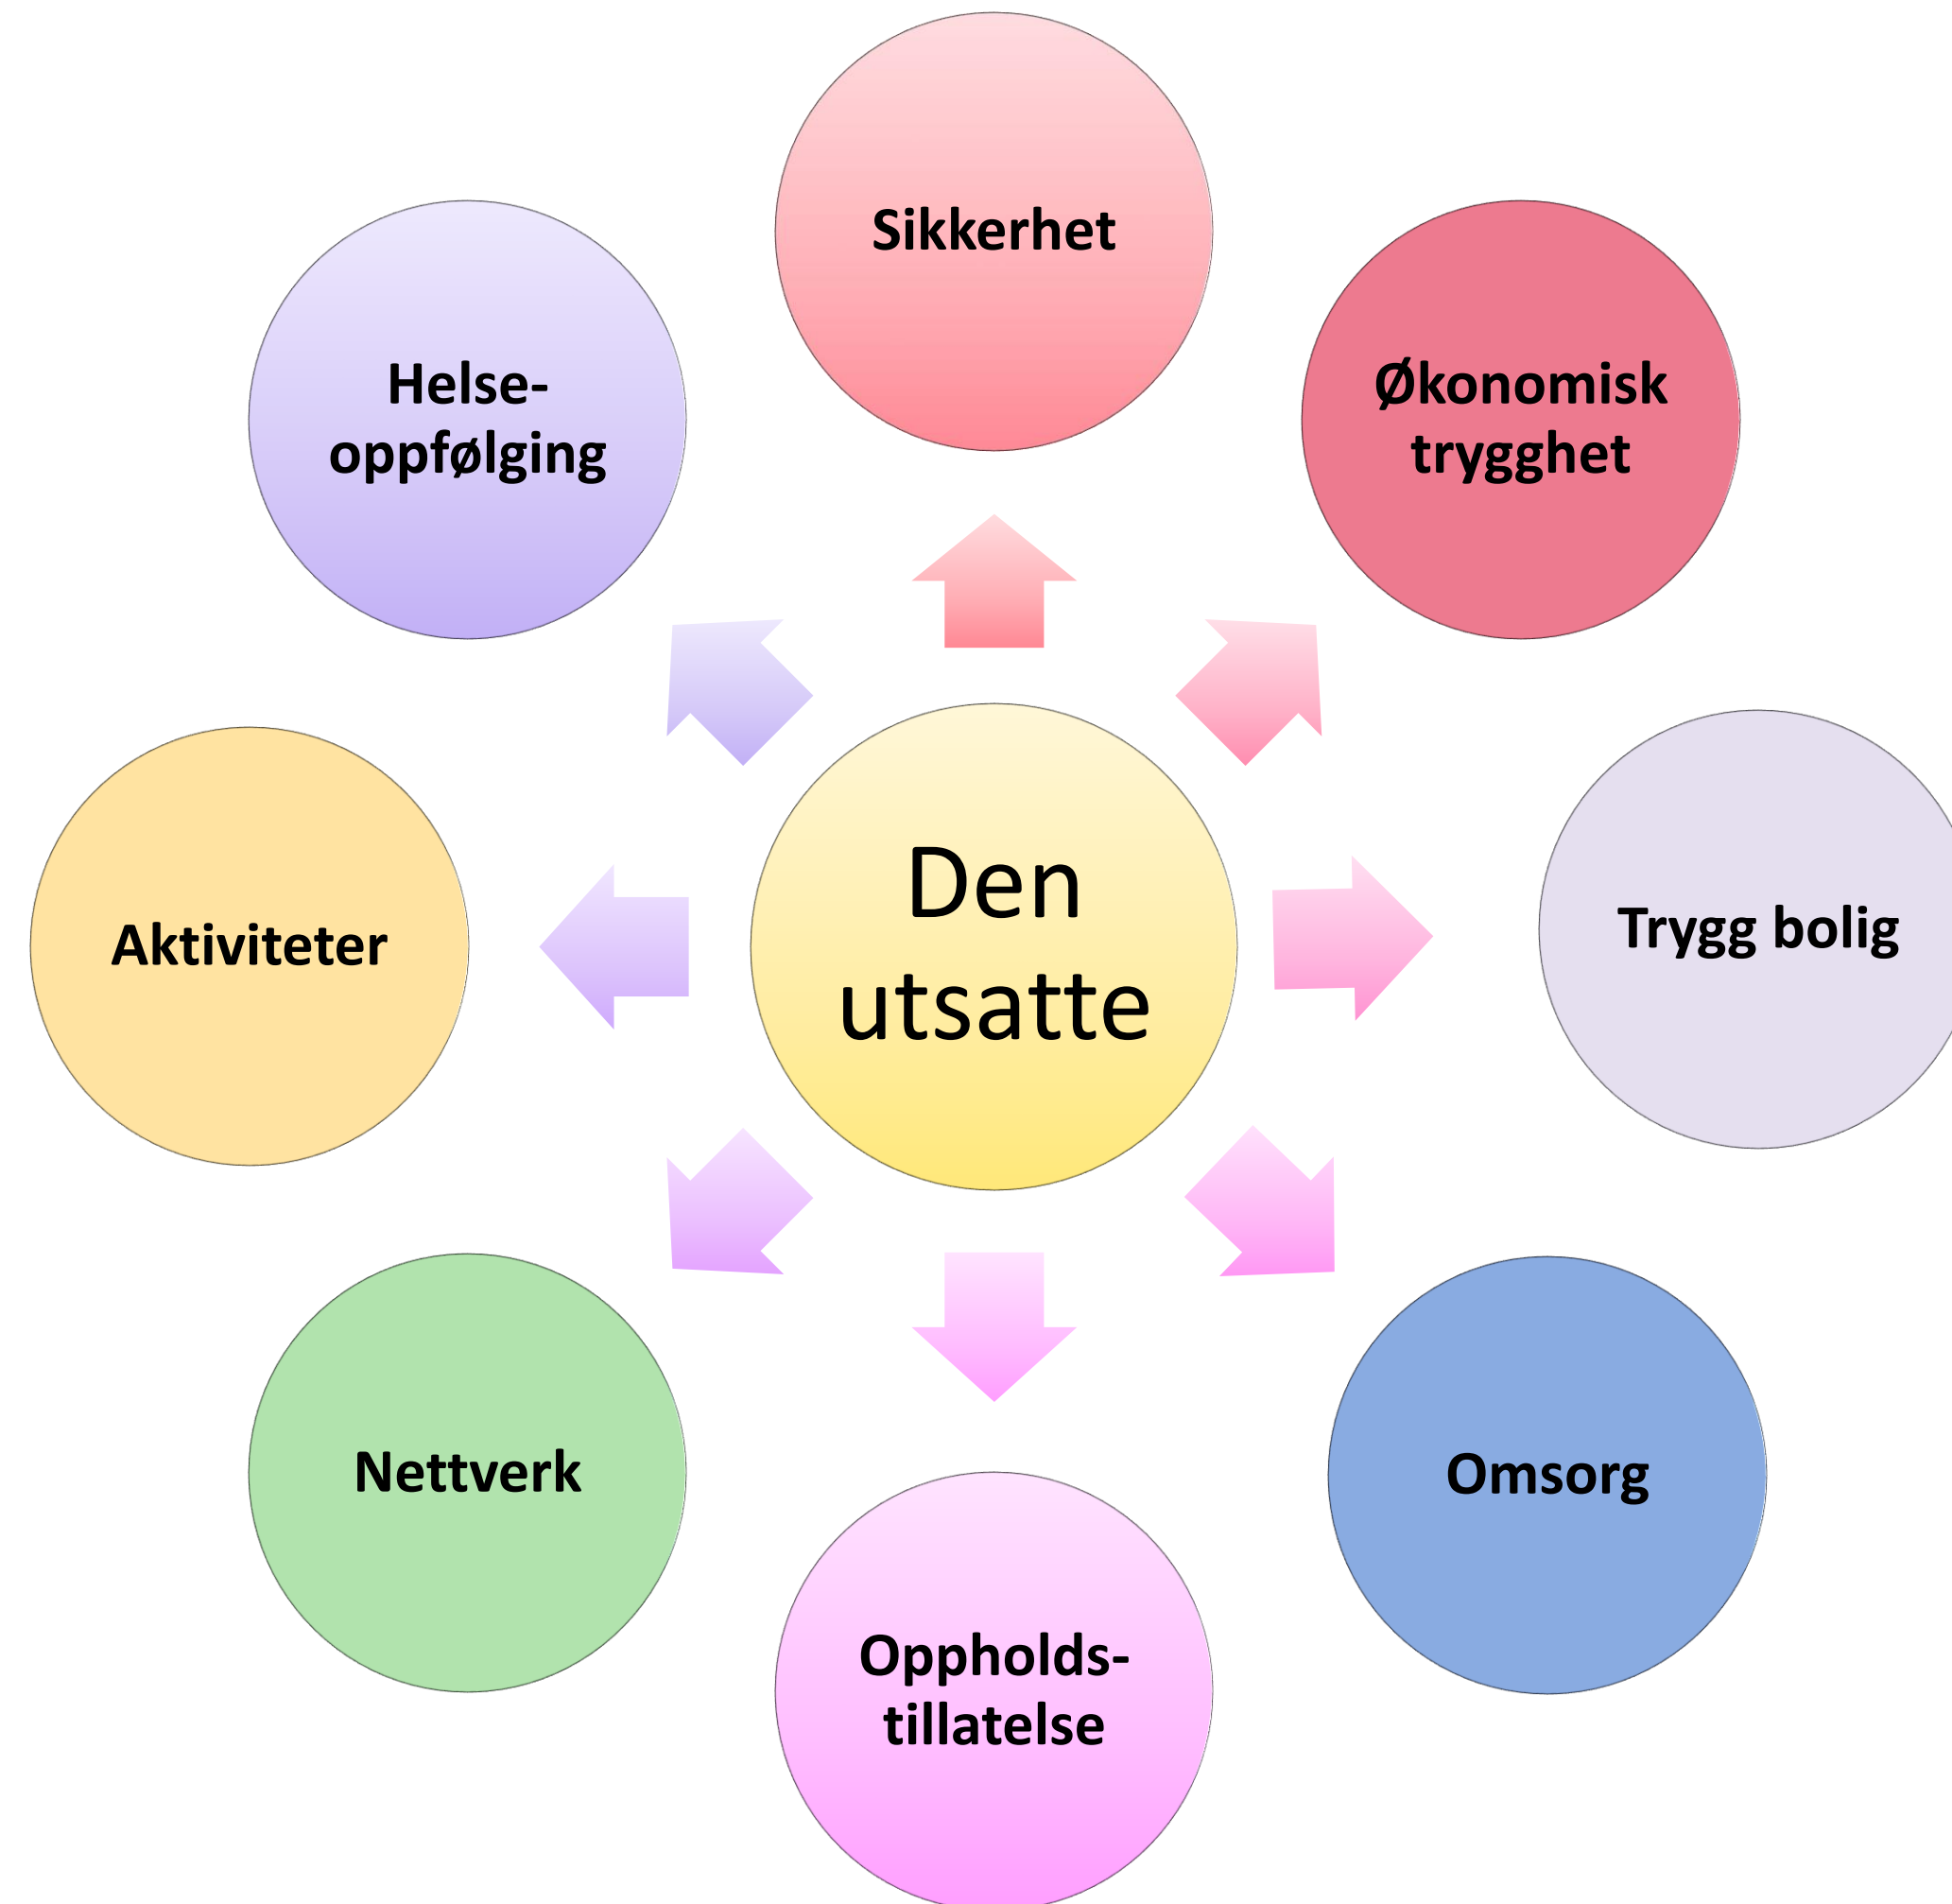 Sikkerhet
Økonomisk
trygghet
Trygg bolig
Omsorg
Oppholds-
tillatelse
Nettverk
Aktiviteter
Helse-
oppfølging
Den
utsatte